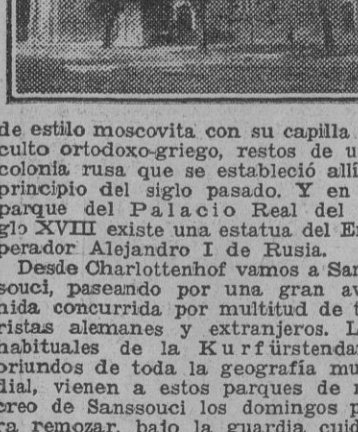 de estilo moscovita con su capilla
culto ortodoxo-griego, restos de u
colonia rusa que se estableció allí
principio del siglo pasado. Y en
parque del Palacio Real del
glo XVIII existe una estatua del E
perador Alejandro I de Rusia.
Desde Charlottenhof vamos a San
souci, paseando por una gran av
nida concurrida por multitud de t
ristas alemanes y extranjeros. L
habituales de la Kurfürstenda
oriundos de toda la geografía mu
dial, vienen a estos parques de r
creo de Sanssouci los domingos p
ra remozar, bajo la guardia cuid